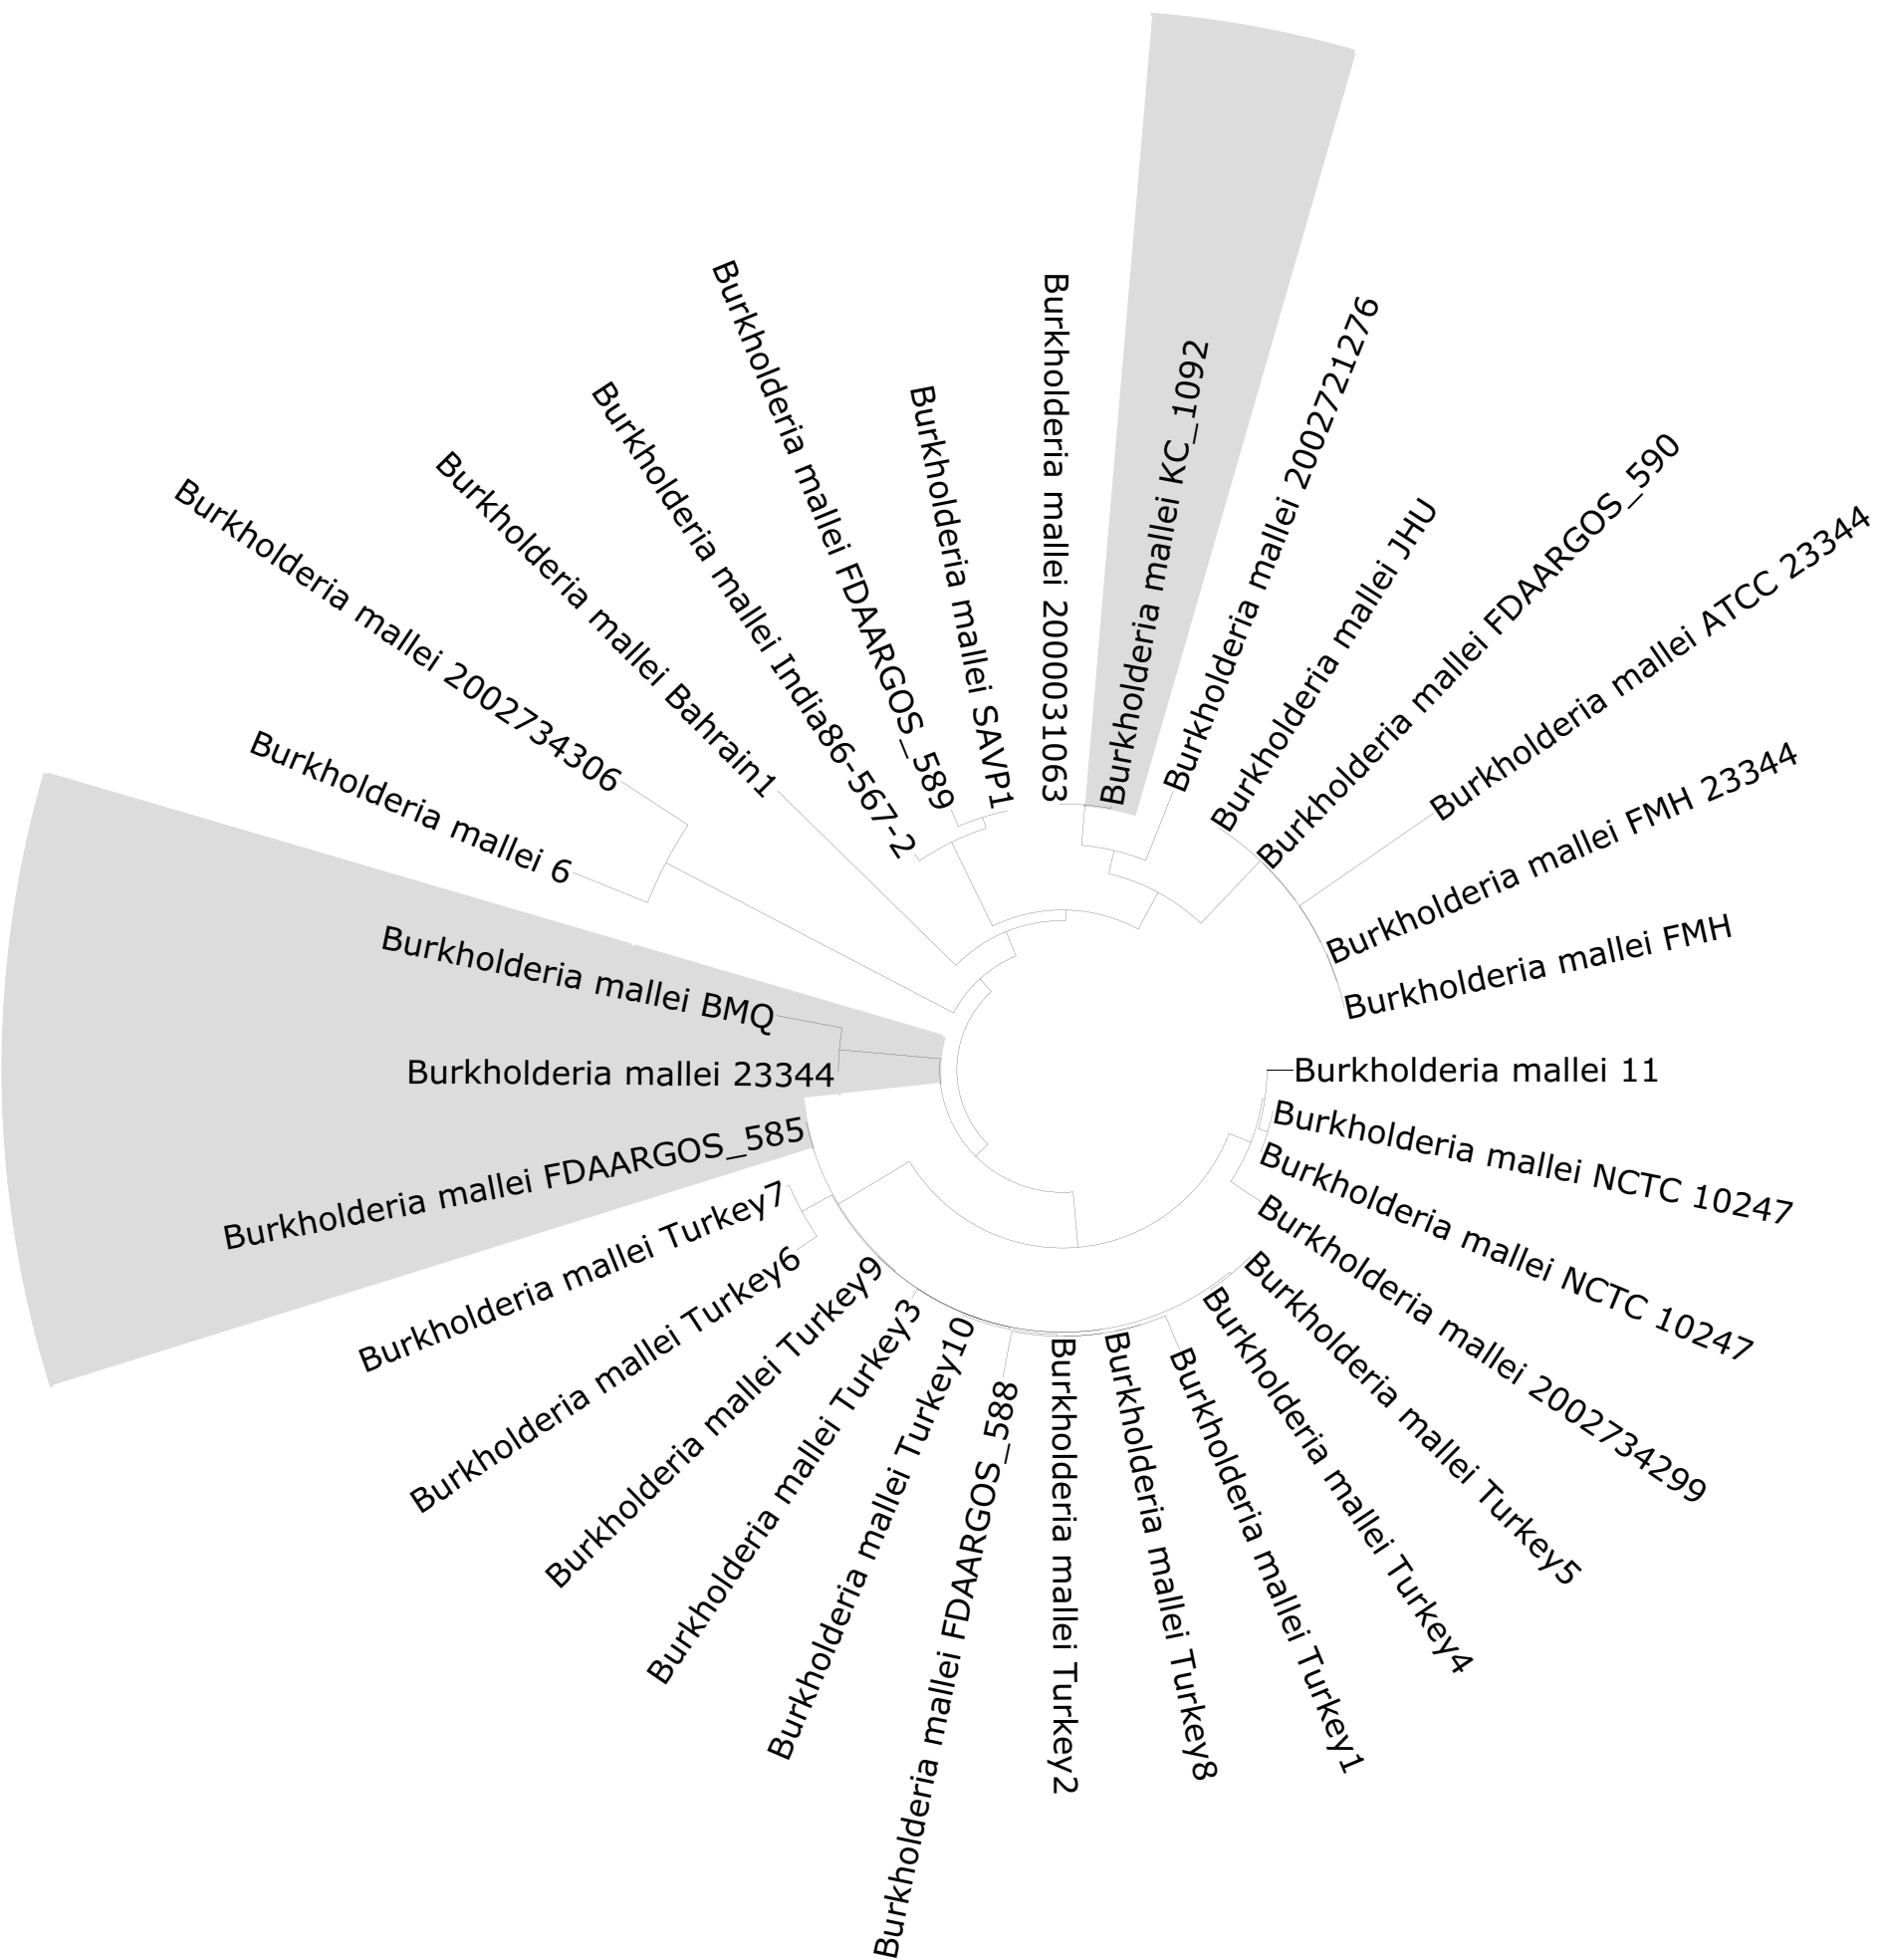 Burkholderia mallei KC_1092
Burkholderia mallei 2002721276
Burkholderia mallei JHU
Burkholderia mallei FDAARGOS_590
Burkholderia mallei ATCC 23344
Burkholderia mallei FMH 23344
Burkholderia mallei FMH
Burkholderia mallei 11
Burkholderia mallei NCTC 10247
Burkholderia mallei NCTC 10247
Burkholderia mallei 2002734299
Burkholderia mallei Turkey5
Burkholderia mallei Turkey4
Burkholderia mallei Turkey1
Burkholderia mallei Turkey8
Burkholderia mallei Turkey2
Burkholderia mallei FDAARGOS_588
Burkholderia mallei Turkey10
Burkholderia mallei Turkey3
Burkholderia mallei Turkey9
Burkholderia mallei Turkey6
Burkholderia mallei Turkey7
Burkholderia mallei FDAARGOS_585
Burkholderia mallei 23344
Burkholderia mallei BMQ
Burkholderia mallei 6
Burkholderia mallei 2002734306
Burkholderia mallei Bahrain1
Burkholderia mallei India86-567-2
Burkholderia mallei FDAARGOS_589
Burkholderia mallei SAVP1
Burkholderia mallei 2000031063